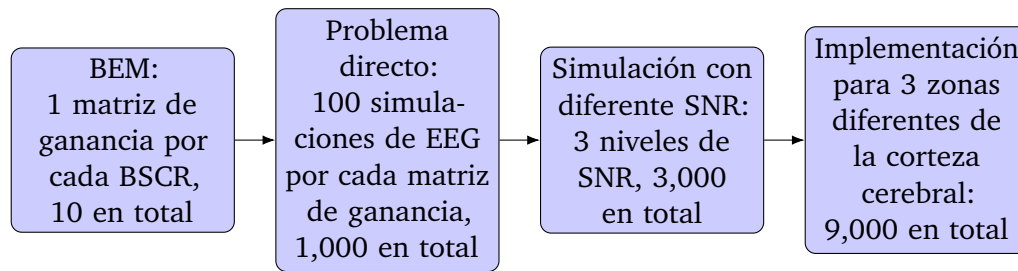 BEM:
1 matriz de
ganancia por
cada BSCR,
10 en total
Problema
directo:
100 simula-
ciones de EEG
por cada matriz
de ganancia,
1,000 en total
Simulación con
diferente SNR:
3 niveles de
SNR, 3,000
en total
Implementación
para 3 zonas
diferentes de
la corteza
cerebral:
9,000 en total